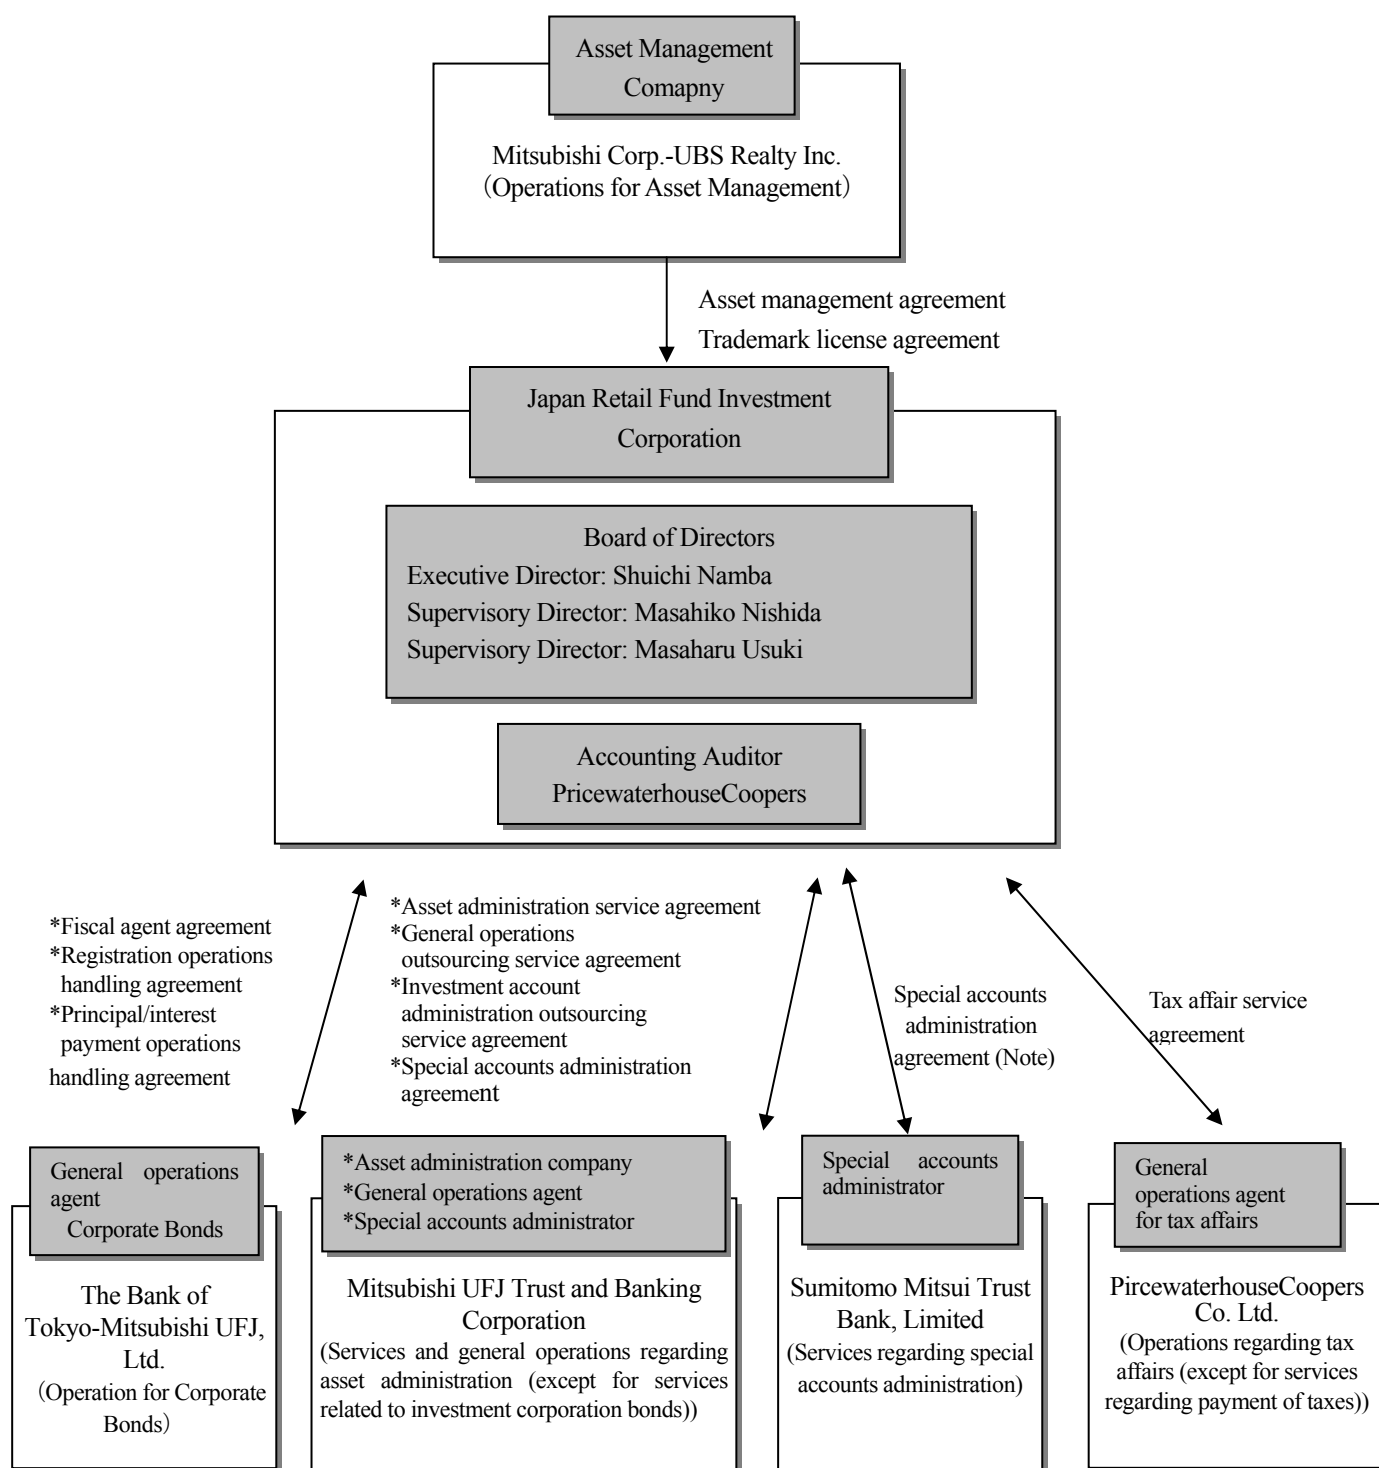 Asset Management
Comapny
Mitsubishi Corp.-UBS Realty Inc.
（Operations for Asset Management）
Asset management agreement
Trademark license agreement
Japan Retail Fund Investment
Corporation
Board of Directors
Executive Director: Shuichi Namba
Supervisory Director: Masahiko Nishida
Supervisory Director: Masaharu Usuki
Accounting Auditor
PricewaterhouseCoopers
*Fiscal agent agreement
*Registration operations
handling agreement
*Principal/interest
payment operations
handling agreement
*Asset administration service agreement
*General operations
outsourcing service agreement
*Investment account
administration outsourcing
service agreement
*Special accounts administration
agreement
Special accounts
administration
agreement (Note)
Tax affair service
agreement
General operations
agent
Corporate Bonds
The Bank of
Tokyo-Mitsubishi UFJ,
Ltd.
（Operation for Corporate
Bonds）
*Asset administration company
*General operations agent
*Special accounts administrator
Mitsubishi UFJ Trust and Banking
Corporation
(Services and general operations regarding
asset administration (except for services
related to investment corporation bonds))
Special accounts
administrator
Sumitomo Mitsui Trust
Bank, Limited
(Services regarding special
accounts administration)
General
operations agent
for tax affairs
PircewaterhouseCoopers
Co. Ltd.
(Operations regarding tax
affairs (except for services
regarding payment of taxes))